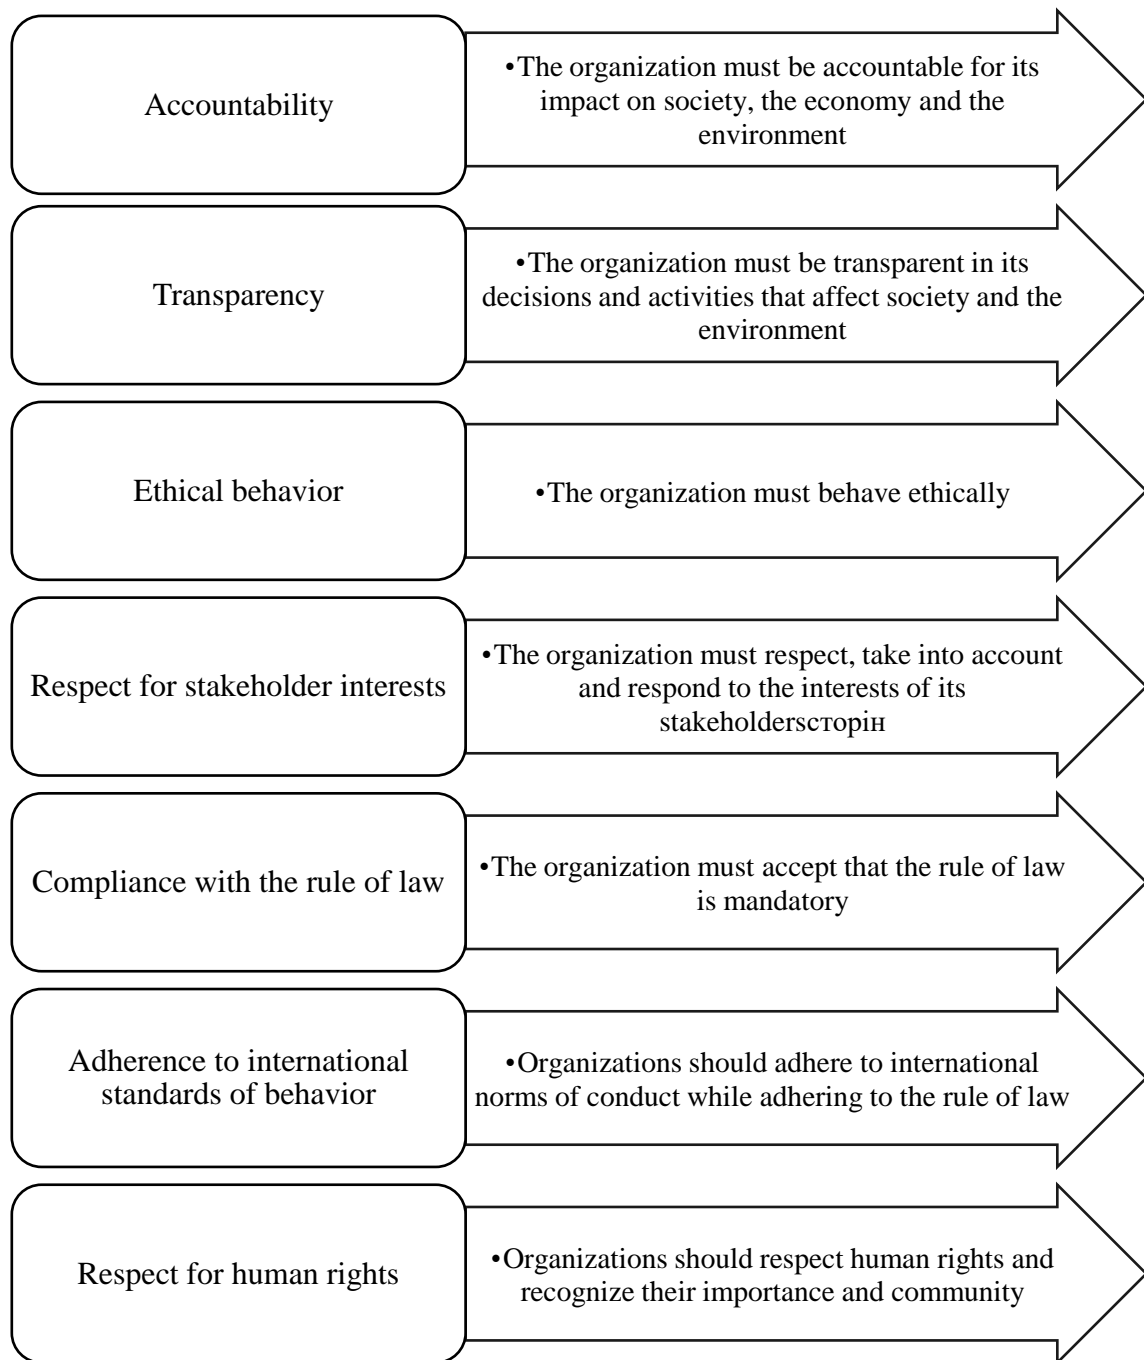 Accountability
•The organization must be accountable for its
impact on society, the economy and the
environment
Transparency
•The organization must be transparent in its
decisions and activities that affect society and the
environment
Ethical behavior
•The organization must behave ethically
Respect for stakeholder interests
•The organization must respect, take into account
and respond to the interests of its
stakeholdersсторін
Compliance with the rule of law
•The organization must accept that the rule of law
is mandatory
Adherence to international
standards of behavior
•Organizations should adhere to international
norms of conduct while adhering to the rule of law
Respect for human rights
•Organizations should respect human rights and
recognize their importance and community